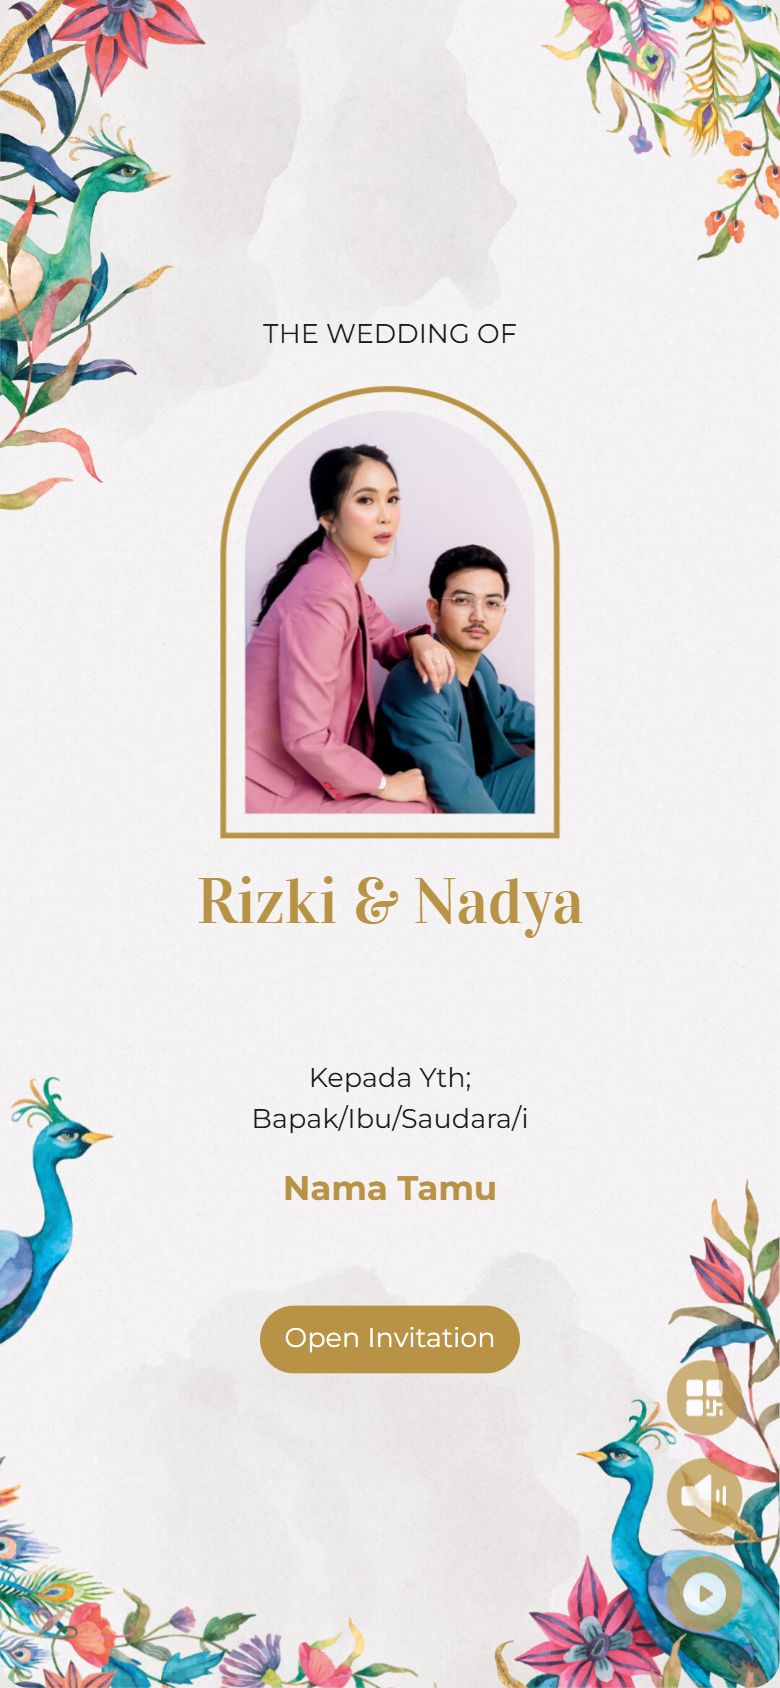 THE WEDDING OF
Rizki & Nadya
Kepada Yth;
Bapak/Ibu/Saudara/i
Nama Tamu
Open Invitation